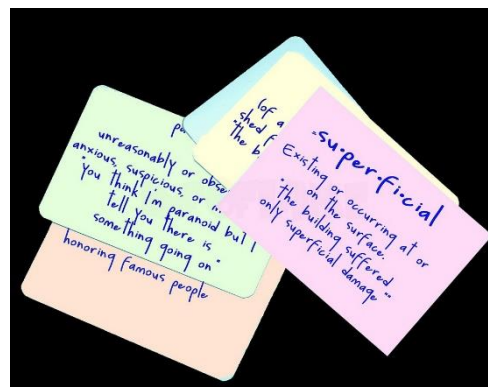 su·per·fi·cial
Existing or occurring at or
on the surface.
"the building suffered
only superficial damage"
(of a
shed f
"the b
unreasonably or obse
anxious, suspicious, or
"You think I'm paranoid but I
tell you there is
something going on"
honoring famous people